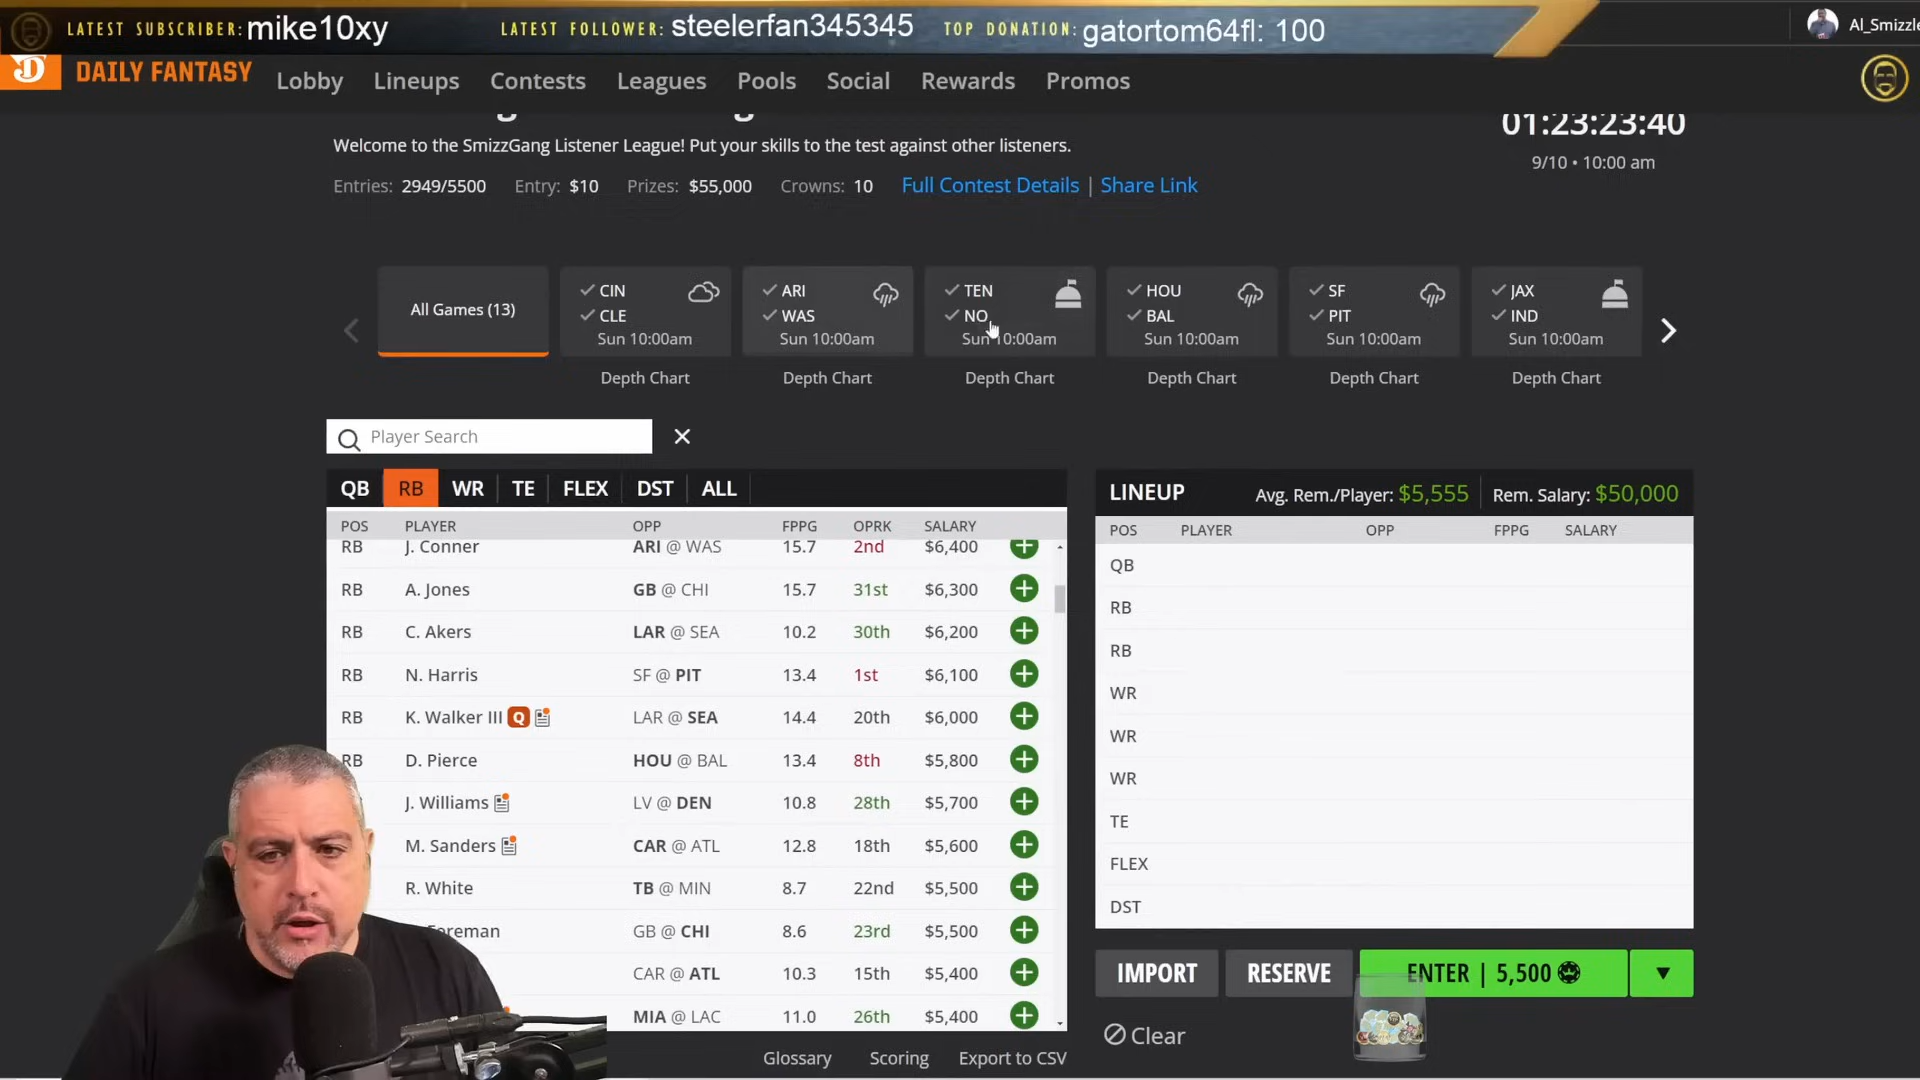 LATEST SUBSCRIBER: mike10xy LATEST FOLLOWER: steelerfan345345 TOP DONATION: gatortom64fl: 100
Al_Smizzle
DAILY FANTASY Lobby Lineups Contests Leagues Pools Social Rewards Promos
01:23:23:40
Welcome to the SmizzGang Listener League! Put your skills to the test against other listeners.
9/10 • 10:00 am
Entries: 2949/5500 Entry: $10 Prizes: $55,000 Crowns: 10 Full Contest Details | Share Link
All Games (13)
CIN
CLE
Sun 10:00am
Depth Chart
ARI
WAS
Sun 10:00am
Depth Chart
TEN
NO
Sun 10:00am
Depth Chart
HOU
BAL
Sun 10:00am
Depth Chart
SF
PIT
Sun 10:00am
Depth Chart
JAX
IND
Sun 10:00am
Depth Chart
Player Search
QB RB WR TE FLEX DST ALL
POS PLAYER OPP FPPG OPRK SALARY
RB J. Conner ARI @ WAS 15.7 2nd $6,400
RB A. Jones GB @ CHI 15.7 31st $6,300
RB C. Akers LAR @ SEA 10.2 30th $6,200
RB N. Harris SF @ PIT 13.4 1st $6,100
RB K. Walker III Q LAR @ SEA 14.4 20th $6,000
RB D. Pierce HOU @ BAL 13.4 8th $5,800
J. Williams LV @ DEN 10.8 28th $5,700
M. Sanders CAR @ ATL 12.8 18th $5,600
R. White TB @ MIN 8.7 22nd $5,500
Foreman GB @ CHI 8.6 23rd $5,500
CAR @ ATL 10.3 15th $5,400
MIA @ LAC 11.0 26th $5,400
Glossary Scoring Export to CSV
LINEUP Avg. Rem./Player: $5,555 Rem. Salary: $50,000
POS PLAYER OPP FPPG SALARY
QB
RB
RB
WR
WR
WR
TE
FLEX
DST
IMPORT RESERVE ENTER | 5,500
Clear